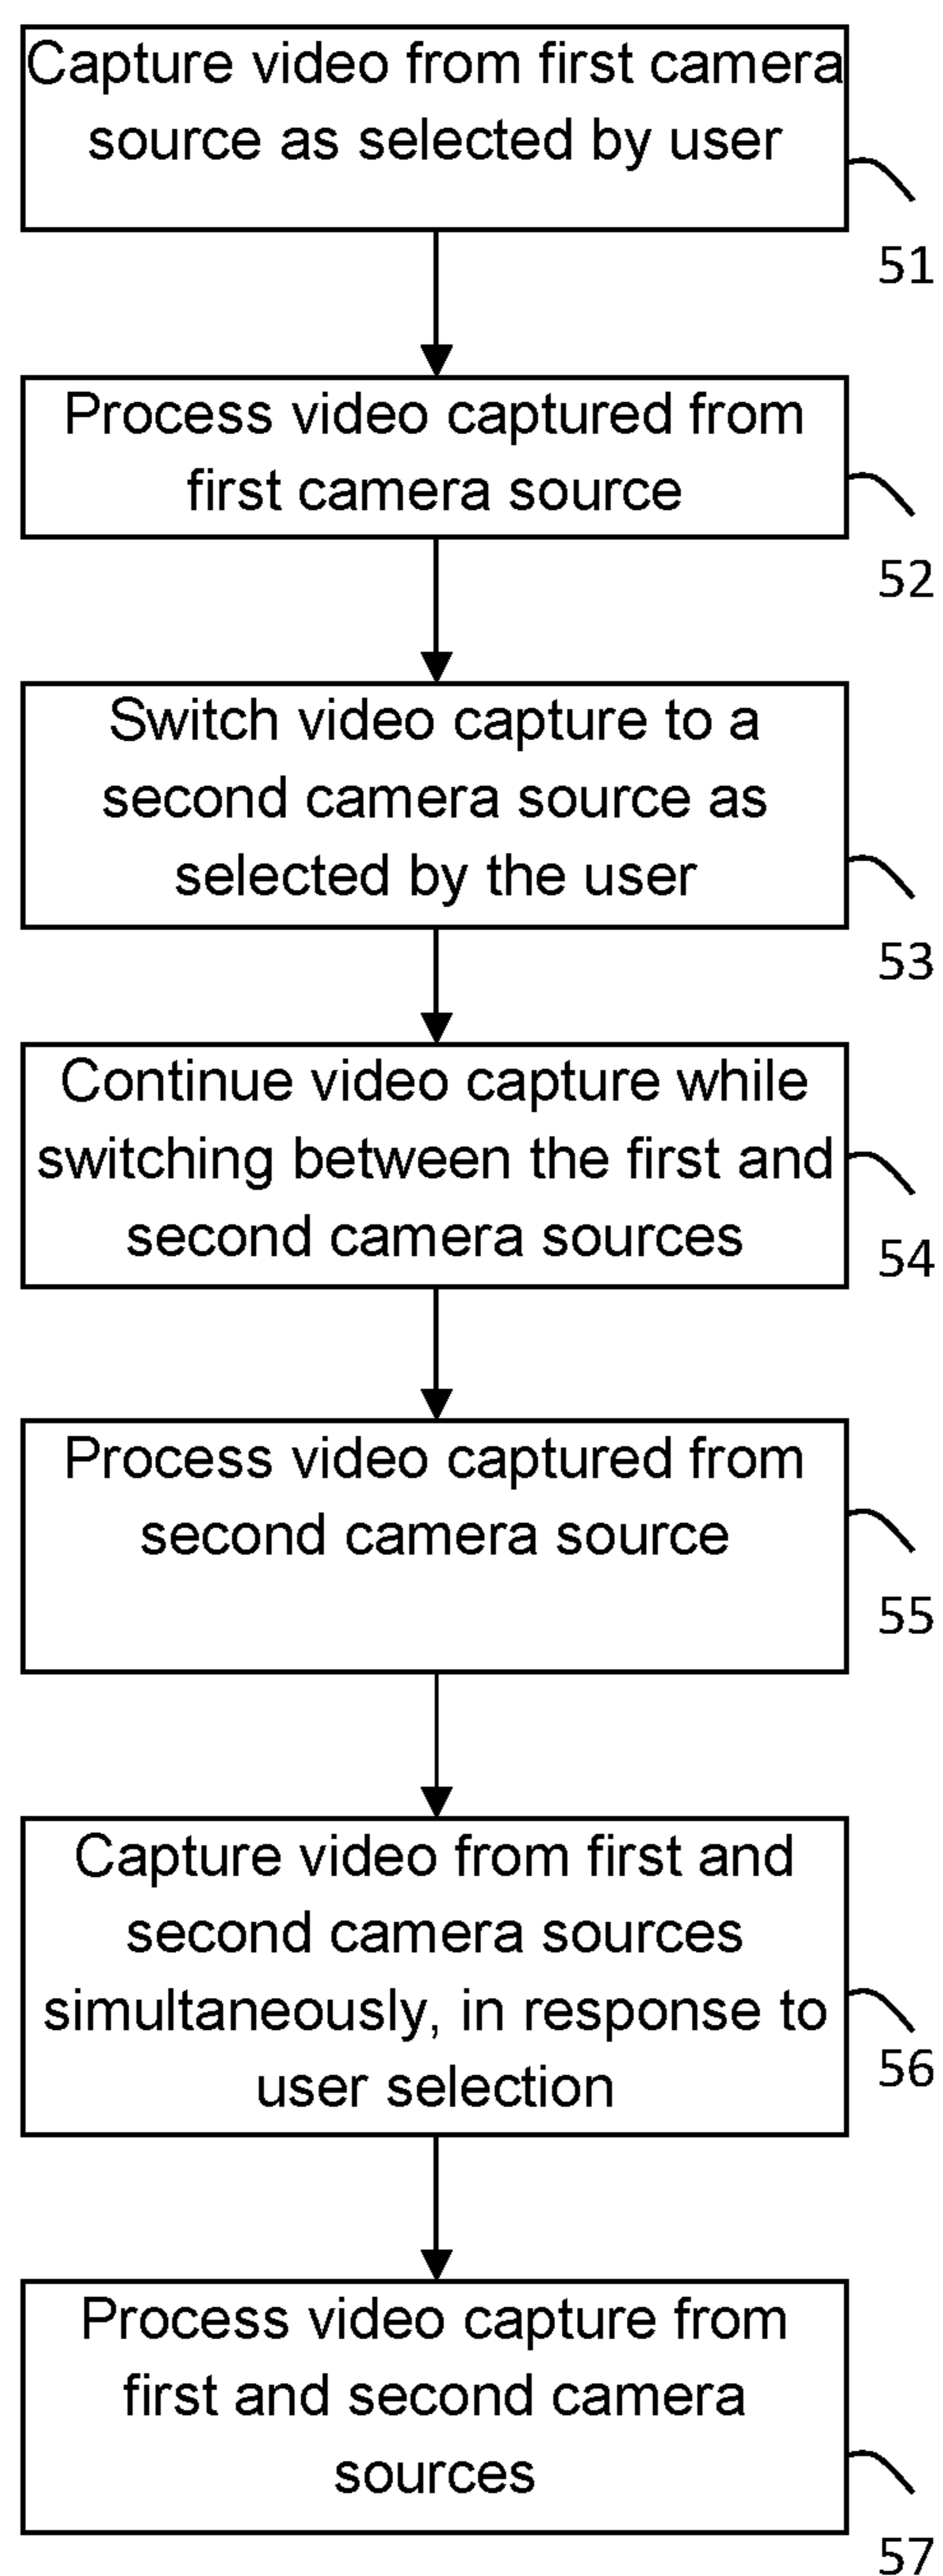 Capture video from first camera
source as selected by user
51
Process video captured from
first camera source
52
Switch video capture to a
second camera source as
selected by the user
53
Continue video capture while
switching between the first and
second camera sources
54
Process video captured from
second camera source
55
Capture video from first and
second camera sources
simultaneously, in response to
user selection
56
Process video capture from
first and second camera
sources
57